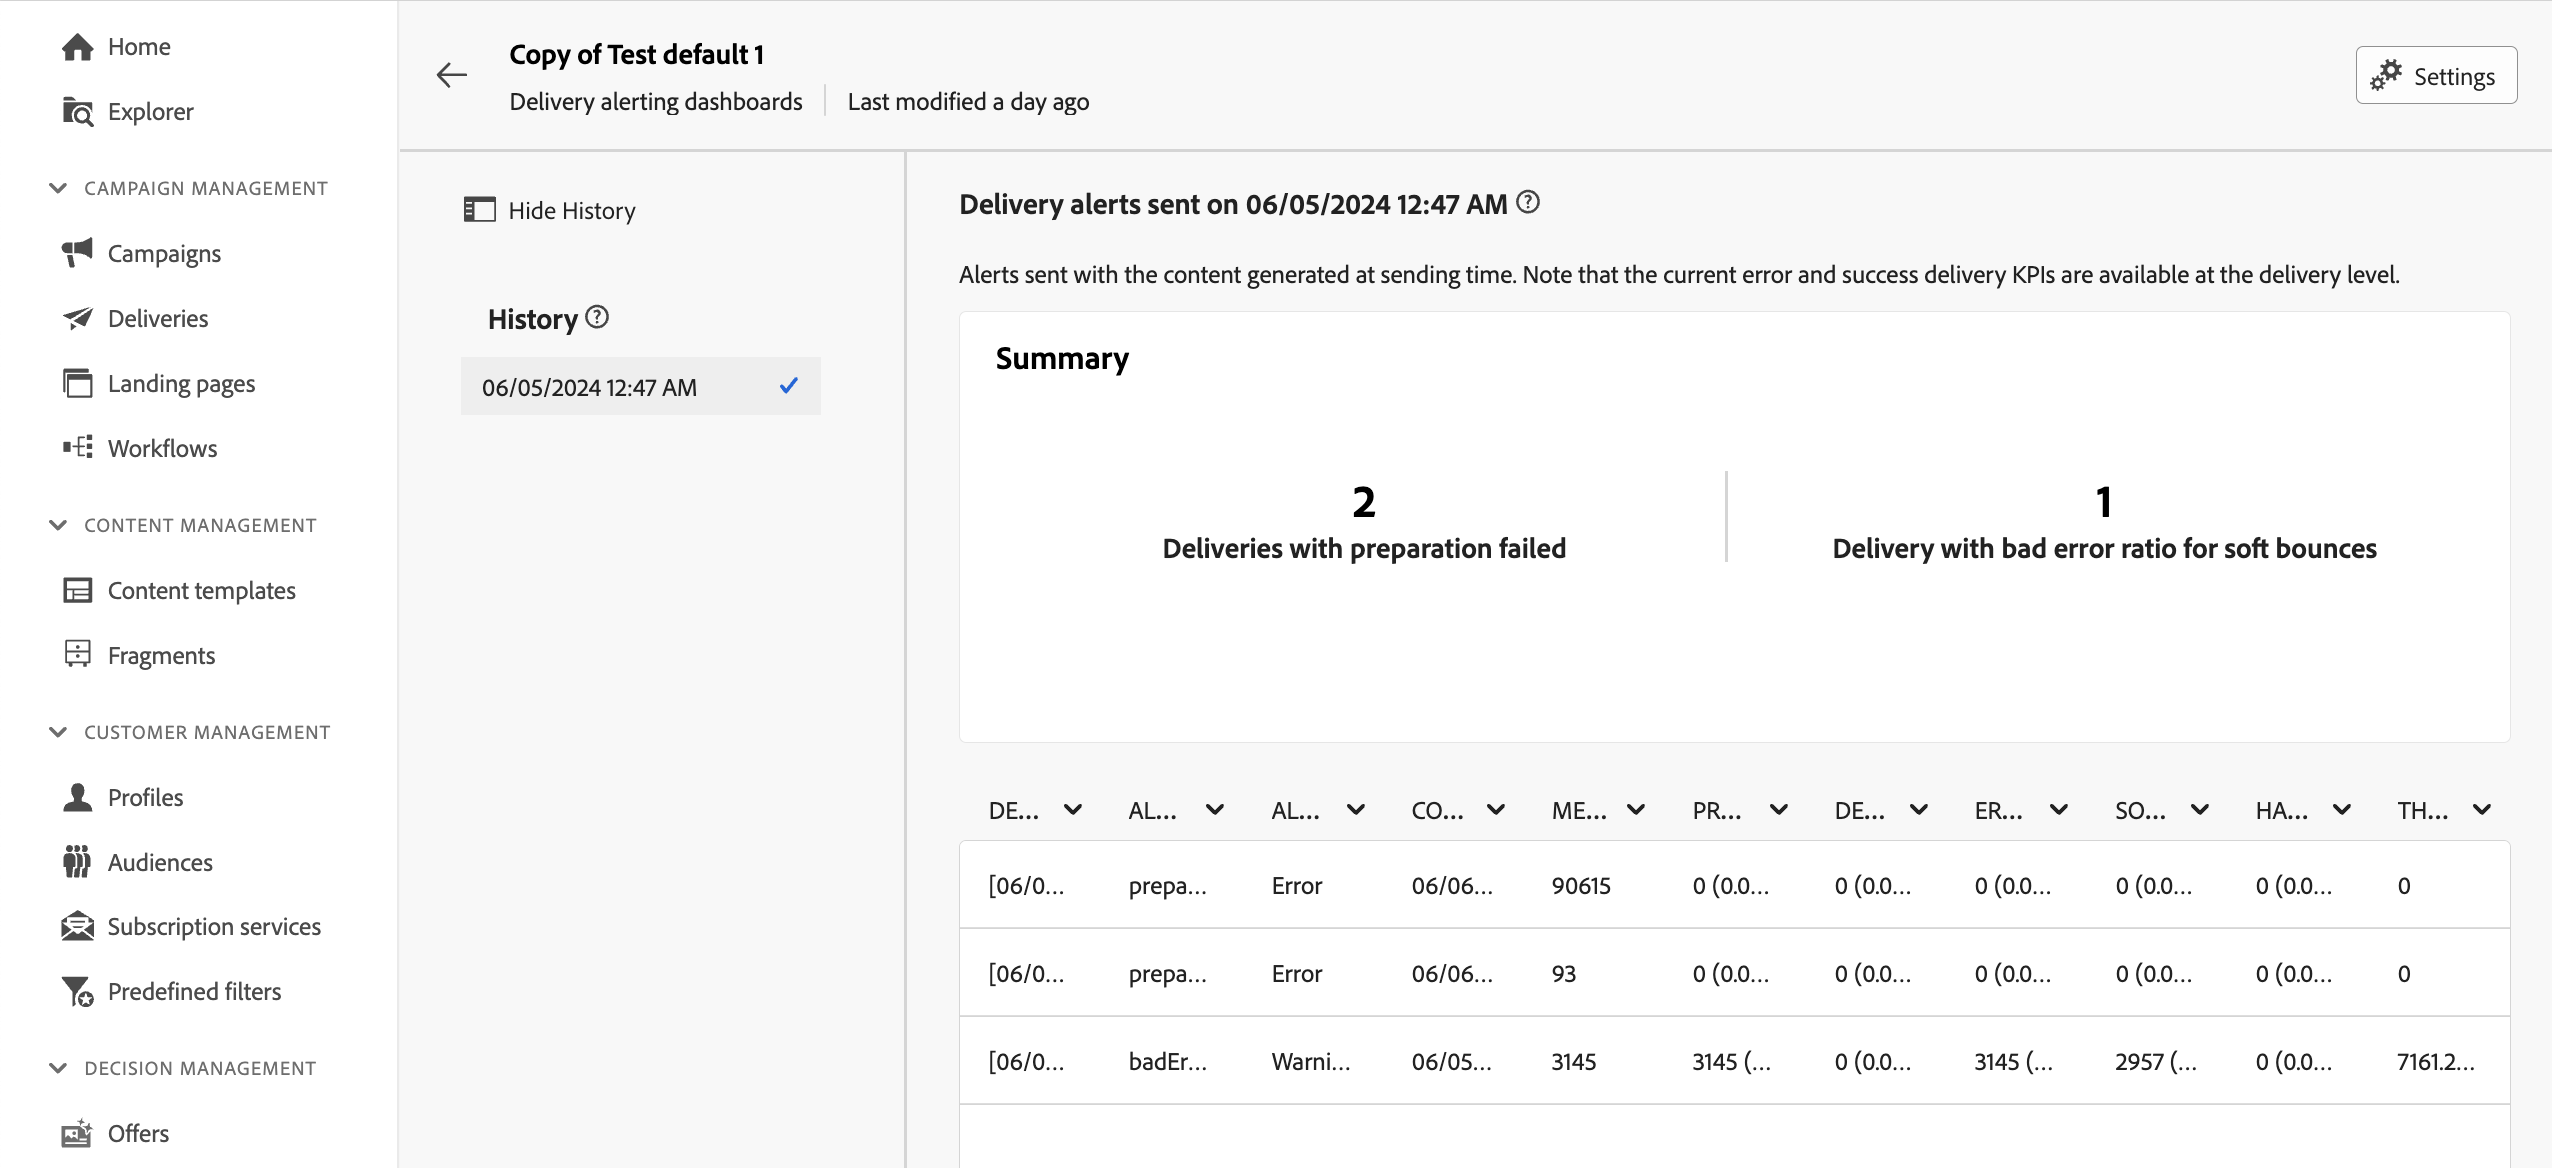 Home
Explorer
CAMPAIGN MANAGEMENT
Campaigns
Deliveries
Landing pages
Workflows
CONTENT MANAGEMENT
Content templates
Fragments
CUSTOMER MANAGEMENT
Profiles
Audiences
Subscription services
Predefined filters
DECISION MANAGEMENT
Offers
Copy of Test default 1
Delivery alerting dashboards Last modified a day ago
Settings
Hide History
History
06/05/2024 12:47 AM
Delivery alerts sent on 06/05/2024 12:47 AM
Alerts sent with the content generated at sending time. Note that the current error and success delivery KPIs are available at the delivery level.
Summary
2
Deliveries with preparation failed
1
Delivery with bad error ratio for soft bounces
DE... AL... AL... CO... ME... PR... DE... ER... SO... HA... TH...
[06/0... prepa... Error 06/06... 90615 0 (0.0... 0 (0.0... 0 (0.0... 0 (0.0... 0 (0.0... 0
[06/0... prepa... Error 06/06... 93 0 (0.0... 0 (0.0... 0 (0.0... 0 (0.0... 0 (0.0... 0
[06/0... badEr... Warni... 06/05... 3145 3145 (... 0 (0.0... 3145 (... 2957 (... 0 (0.0... 7161.2...